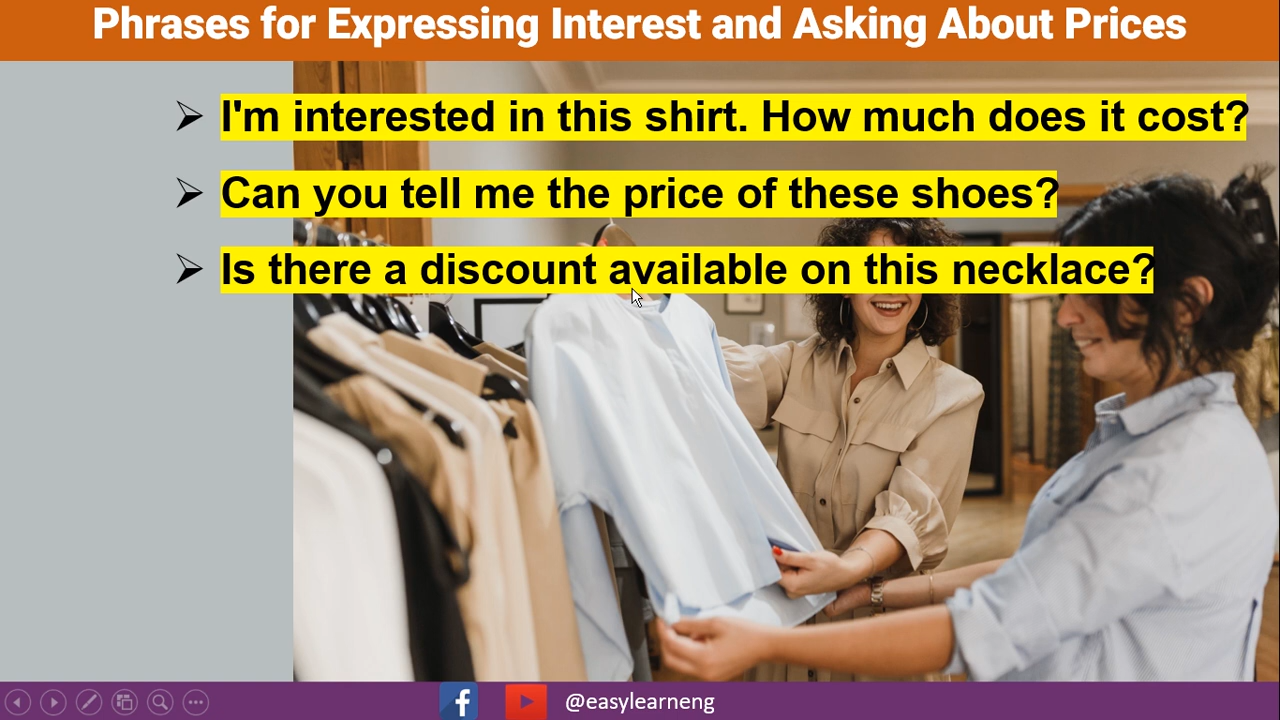 Phrases for Expressing Interest and Asking About Prices
I'm interested in this shirt. How much does it cost?
Can you tell me the price of these shoes?
Is there a discount available on this necklace?
@easylearneng